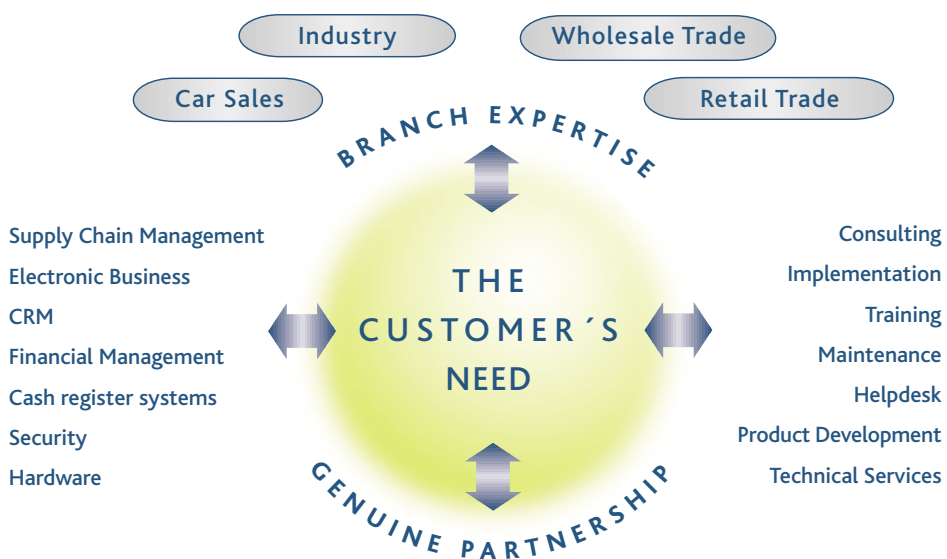 Industry
Wholesale Trade
Car Sales
Retail Trade
BRANCH EXPERTISE
Supply Chain Management
Electronic Business
CRM
Financial Management
Cash register systems
Security
Hardware
THE
CUSTOMER´S
NEED
Consulting
Implementation
Training
Maintenance
Helpdesk
Product Development
Technical Services
GENUINE PARTNERSHIP